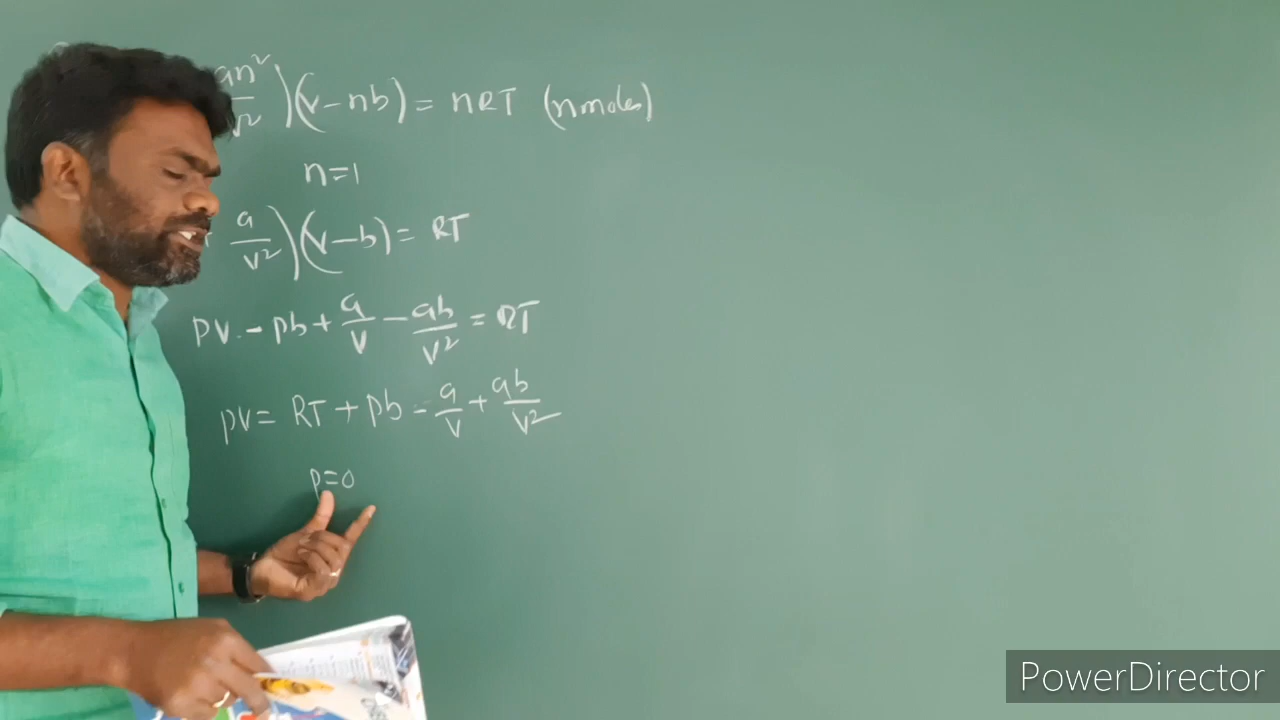 an²/v²)(v-nb) = nRT (n moles)
n=1
a/v²)(v-b) = RT
PV - pb + a/v - ab/v² = RT
pv = RT + pb - a/v + ab/v²
p=0
PowerDirector